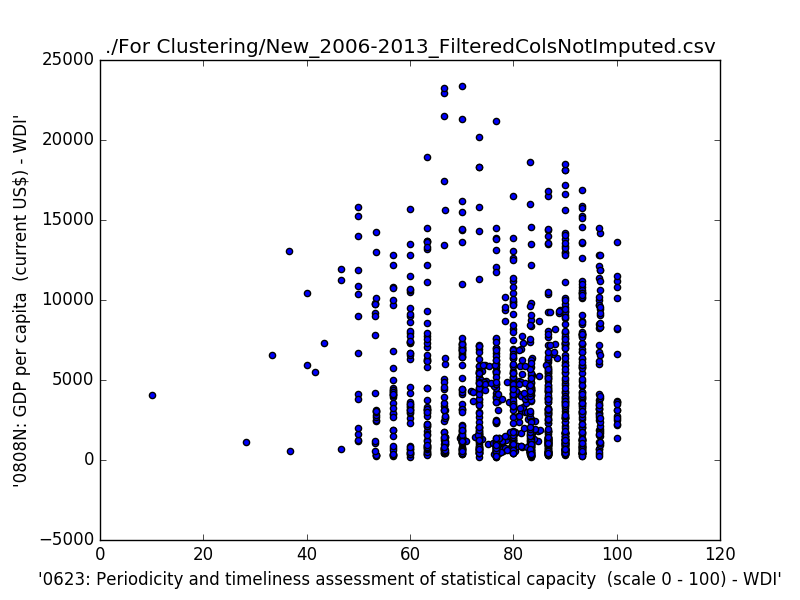 ./For Clustering/New_2006-2013_FilteredColsNotImputed.csv
25000
20000
15000
10000
5000
0
−5000
'0808N: GDP per capita  (current US$) - WDI'
0 20 40 60 80 100 120
'0623: Periodicity and timeliness assessment of statistical capacity  (scale 0 - 100) - WDI'